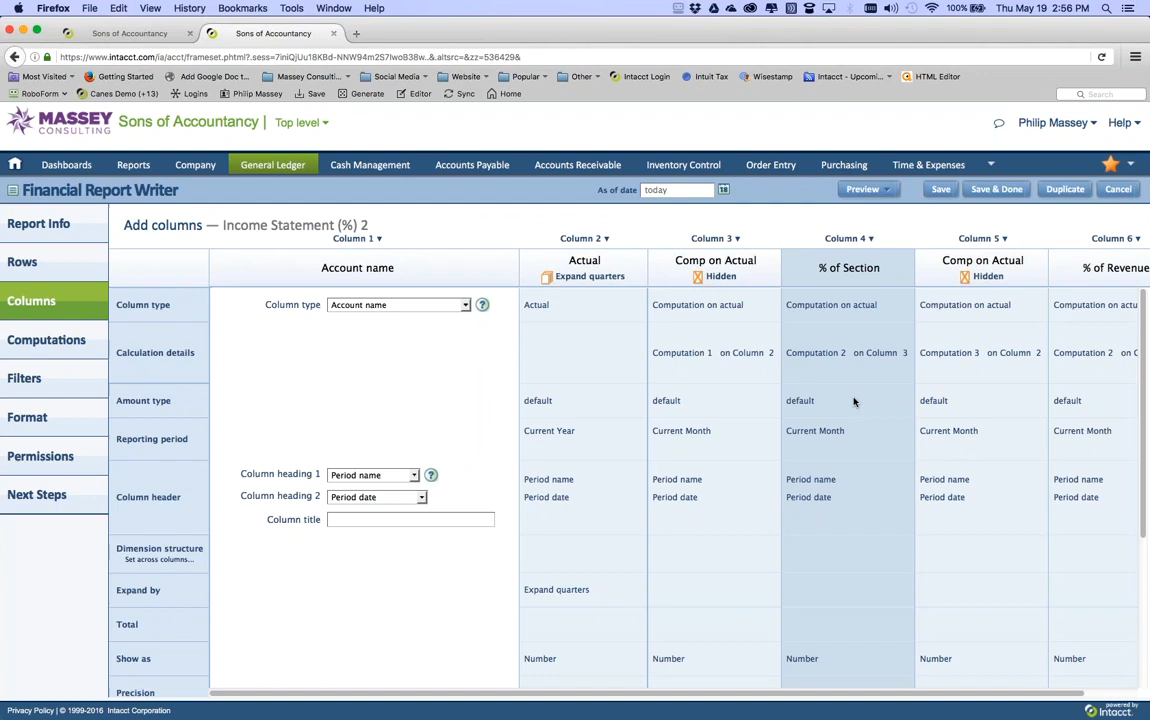 Firefox File Edit View History Bookmarks Tools Window Help 100% Thu May 19 2:56 PM
Sons of Accountancy × Sons of Accountancy × +
https://www.intacct.com/ia/acct/frameset.phtml?.sess=7iniQjUu18KBd-NNW94m2S7Iwo8B38w..&.altsrc=&zz=536429&
Most Visited Getting Started Add Google Doc t... Massey Consulti... Social Media Website Popular Other Intacct Login Intuit Tax Wisestamp Intacct - Upcomi... HTML Editor
RoboForm Canes Demo (+13) Logins Philip Massey Save Generate Editor Sync Home Search
MASSEY CONSULTING Sons of Accountancy | Top level Philip Massey Help
Dashboards Reports Company General Ledger Cash Management Accounts Payable Accounts Receivable Inventory Control Order Entry Purchasing Time & Expenses
Financial Report Writer As of date today 18 Preview Save Save & Done Duplicate Cancel
Report Info
Rows
Columns
Computations
Filters
Format
Permissions
Next Steps
Add columns — Income Statement (%) 2
Column 1 Column 2 Column 3 Column 4 Column 5 Column 6
Account name Actual Comp on Actual % of Section Comp on Actual % of Revenue
Expand quarters Hidden Hidden
Column type Column type Account name ? Actual Computation on actual Computation on actual Computation on actual Computation on actu
Calculation details Computation 1 on Column 2 Computation 2 on Column 3 Computation 3 on Column 2 Computation 2 on C
Amount type default default default default default
Reporting period Current Year Current Month Current Month Current Month Current Month
Column header Column heading 1 Period name ? Period name Period name Period name Period name Period name
Column heading 2 Period date Period date Period date Period date Period date Period date
Column title
Dimension structure
Set across columns...
Expand by Expand quarters
Total
Show as Number Number Number Number Number
Precision
Privacy Policy | © 1999-2016 Intacct Corporation powered by Intacct